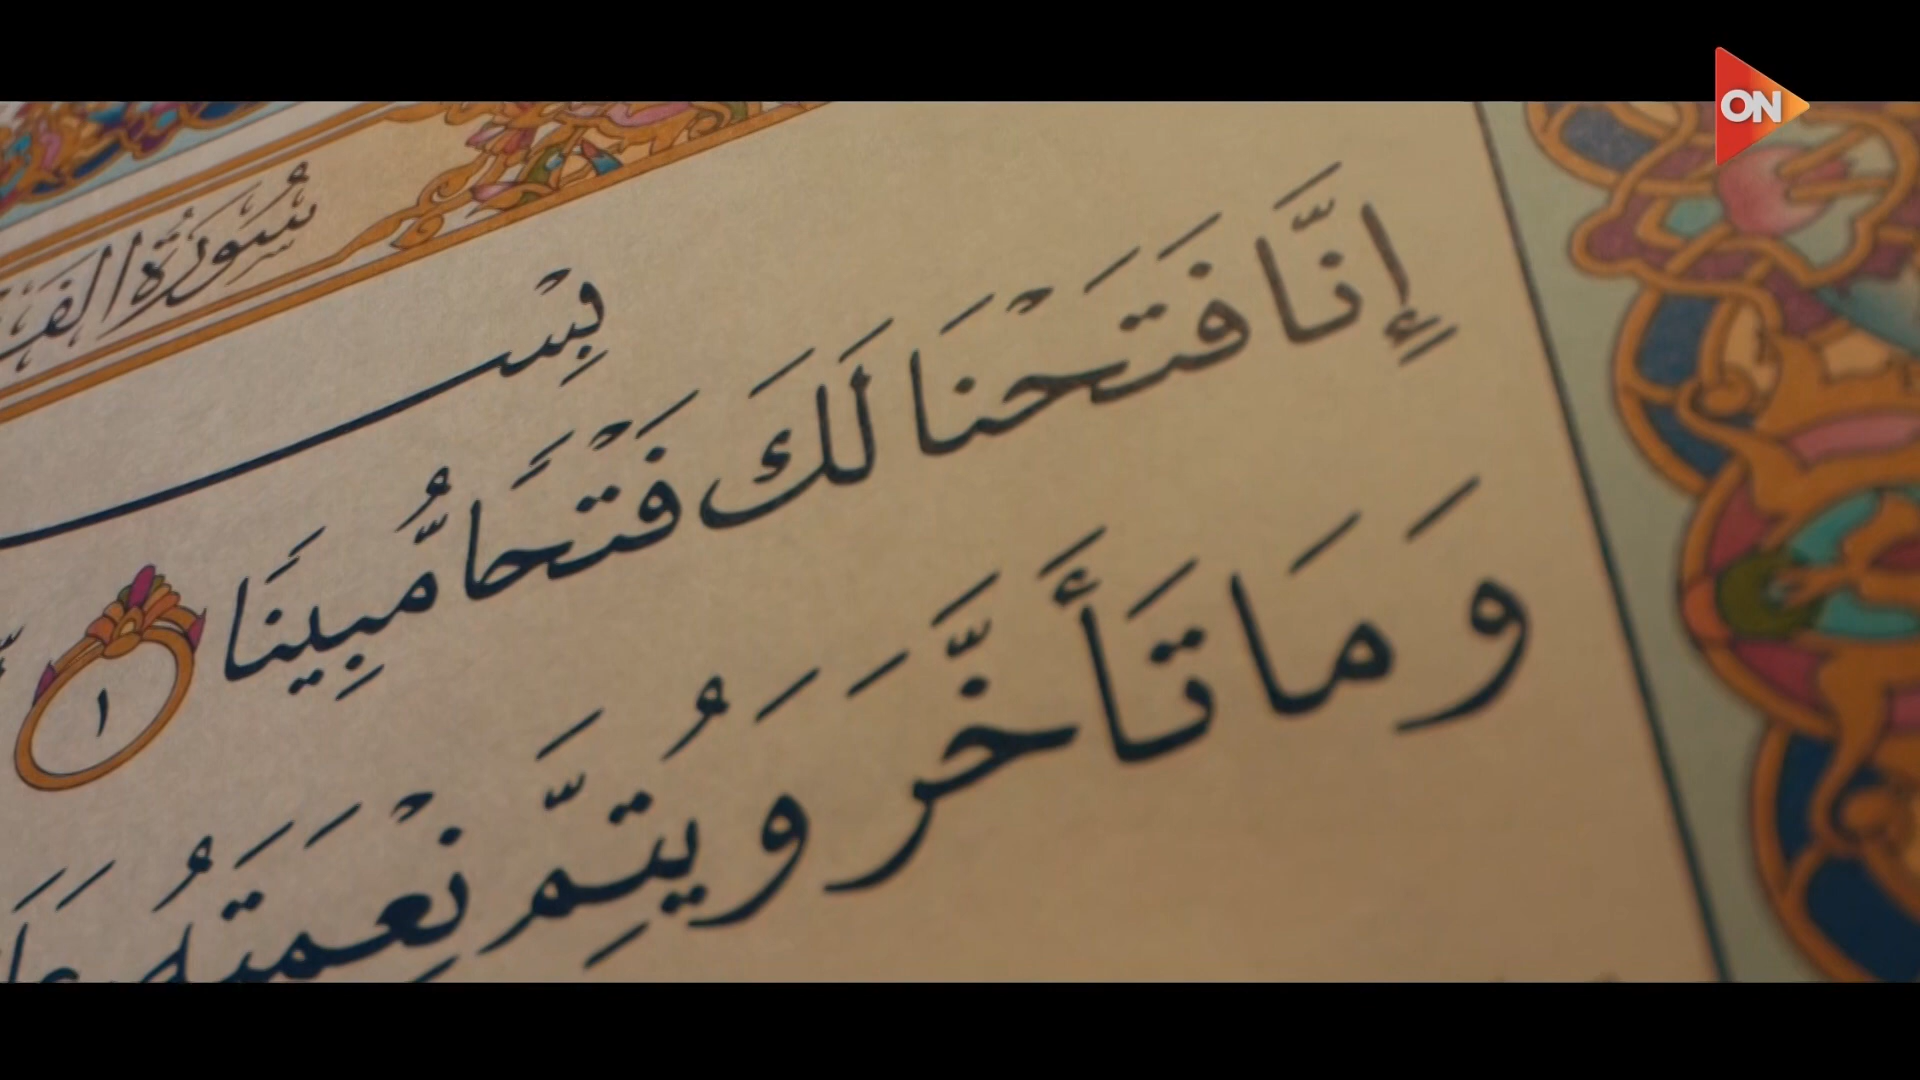 ON
سُورَةُ الفَ
بِسْ
إِنَّا فَتَحْنَا لَكَ فَتْحًا مُّبِينًا ١
وَمَا تَأَخَّرَ وَيُتِمَّ نِعْمَتَهُ